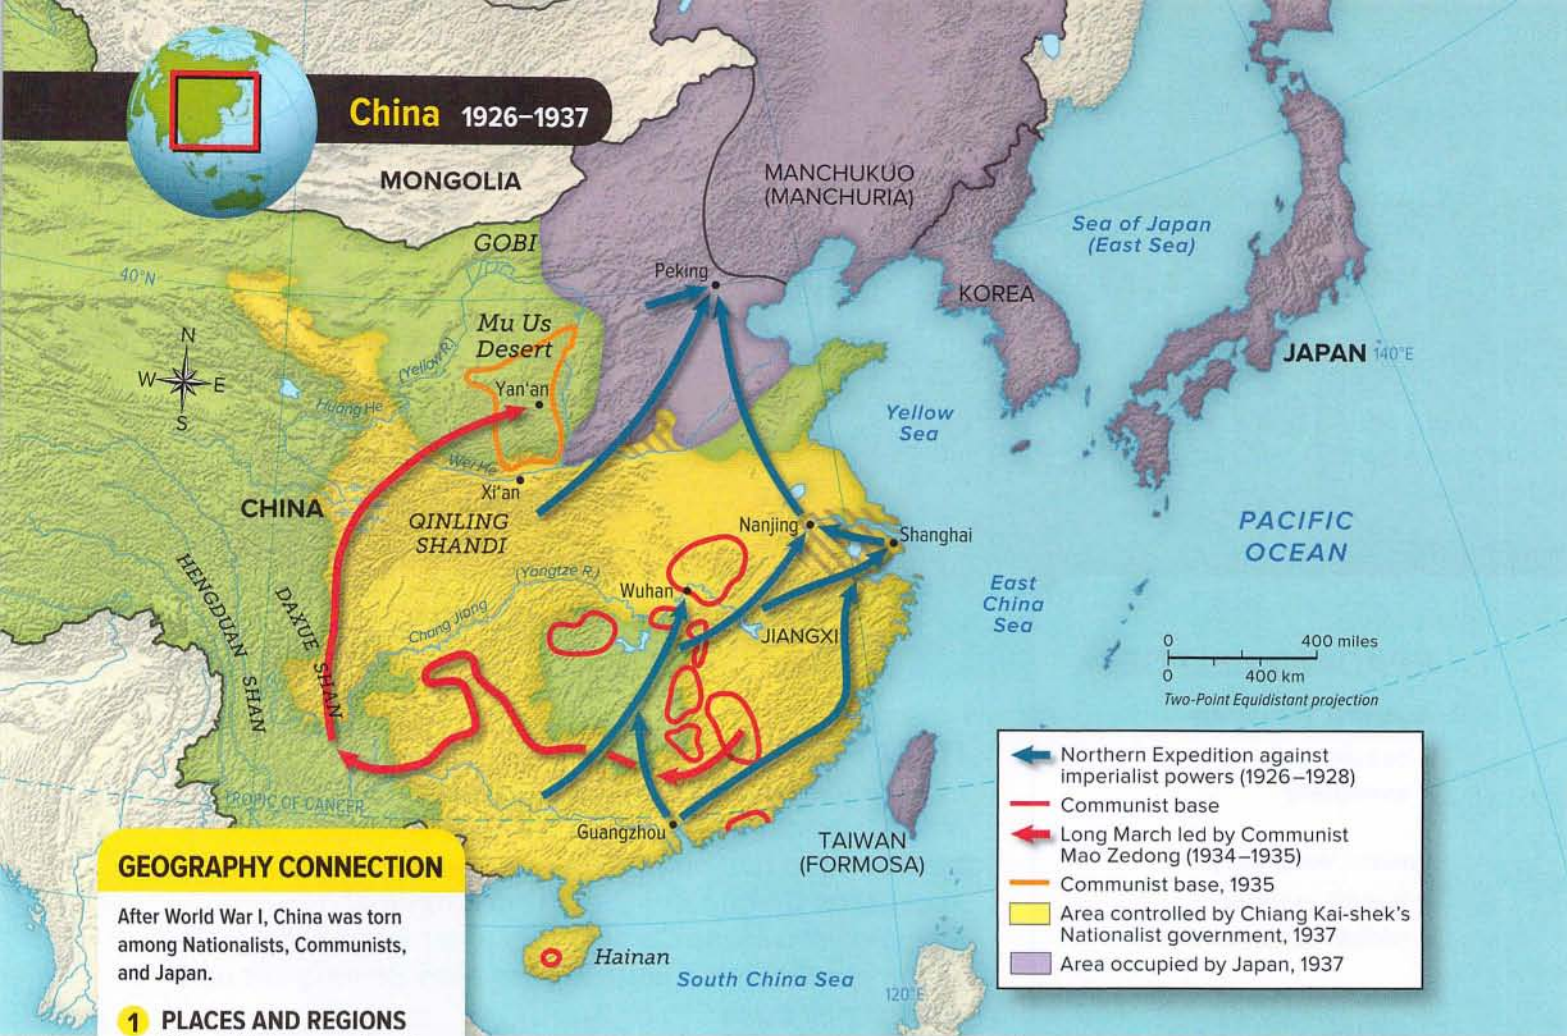 China 1926–1937
MONGOLIA
MANCHUKUO
(MANCHURIA)
GOBI
Sea of Japan
(East Sea)
40°N
Peking
KOREA
Mu Us
Desert
N
W
E
S
(Yellow R.)
JAPAN
140°E
Yan'an
Huang He
Yellow
Sea
Wei He
Xi'an
CHINA
QINLING
SHANDI
Nanjing
Shanghai
PACIFIC
OCEAN
HENGDUAN SHAN
DAXUE SHAN
(Yangtze R.)
Chang Jiang
Wuhan
JIANGXI
East
China
Sea
0
400 miles
0
400 km
Two-Point Equidistant projection
TROPIC OF CANCER
Guangzhou
TAIWAN
(FORMOSA)
Hainan
South China Sea
120°E
Northern Expedition against
imperialist powers (1926–1928)
Communist base
Long March led by Communist
Mao Zedong (1934–1935)
Communist base, 1935
Area controlled by Chiang Kai-shek's
Nationalist government, 1937
Area occupied by Japan, 1937
GEOGRAPHY CONNECTION
After World War I, China was torn
among Nationalists, Communists,
and Japan.
1 PLACES AND REGIONS